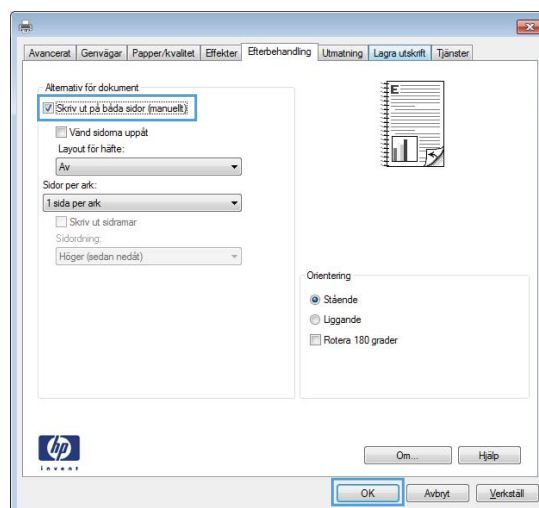 Avancerat Genvägar Papper/kvalitet Effekter Efterbehandling Utmatning Lagra utskrift Tjänster
Alternativ för dokument
Skriv ut på båda sidor (manuellt)
Vänd sidorna uppåt
Layout för häfte:
Av
Sidor per ark:
1 sida per ark
Skriv ut sidramar
Sidordning:
Höger (sedan nedåt)
E
Orientering
Stående
Liggande
Rotera 180 grader
hp
invent
Om... Hjälp
OK Avbryt Verkställ